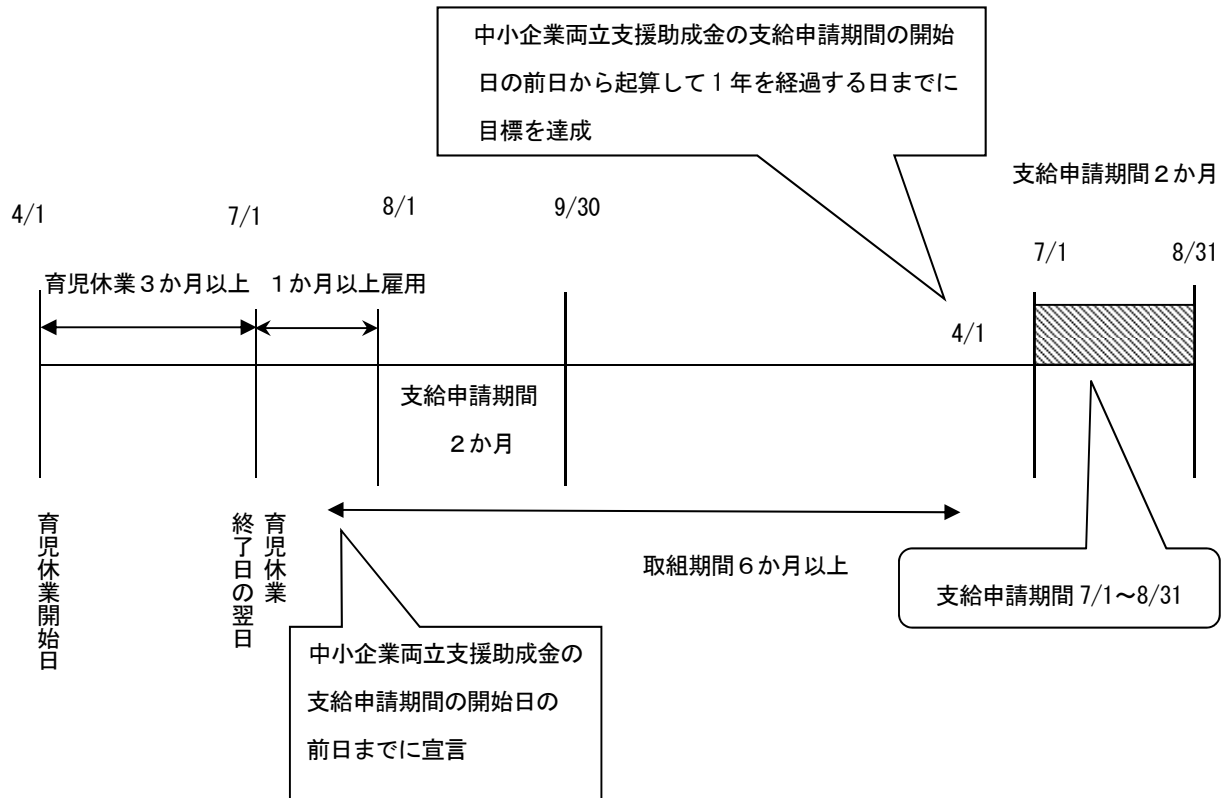 中小企業両立支援助成金の支給申請期間の開始
日の前日から起算して1年を経過する日までに
目標を達成
支給申請期間2か月
4/1
7/1
8/1
9/30
7/1
8/31
育児休業3か月以上
1か月以上雇用
4/1
支給申請期間
2か月
育児休業開始日
育児休業
終了日の翌日
取組期間6か月以上
支給申請期間 7/1~8/31
中小企業両立支援助成金の
支給申請期間の開始日の
前日までに宣言